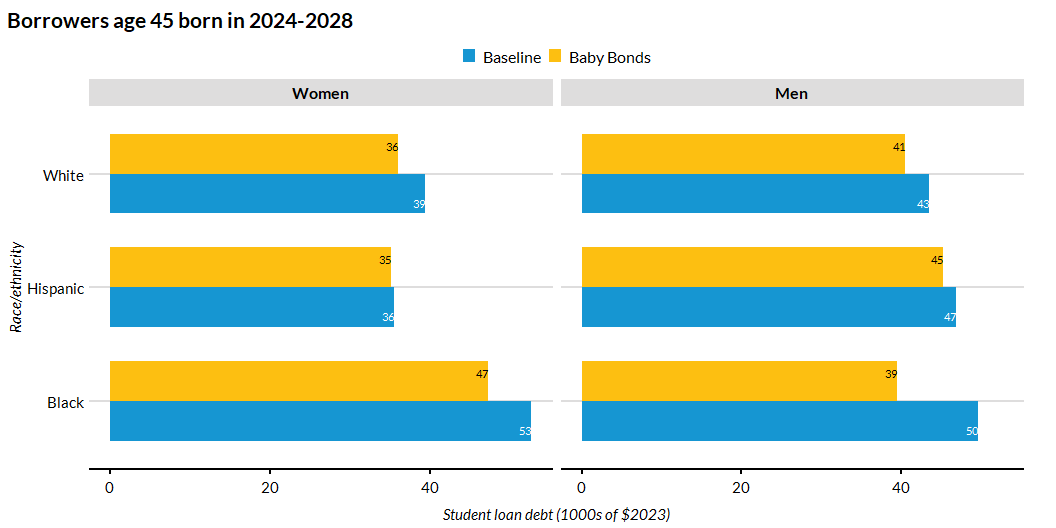 Borrowers age 45 born in 2024-2028
Baseline Baby Bonds
Women Men
36 41
White
39 43
35 45
Hispanic
36 47
47 39
Black
53 50
Race/ethnicity
0 20 40 0 20 40
Student loan debt (1000s of $2023)